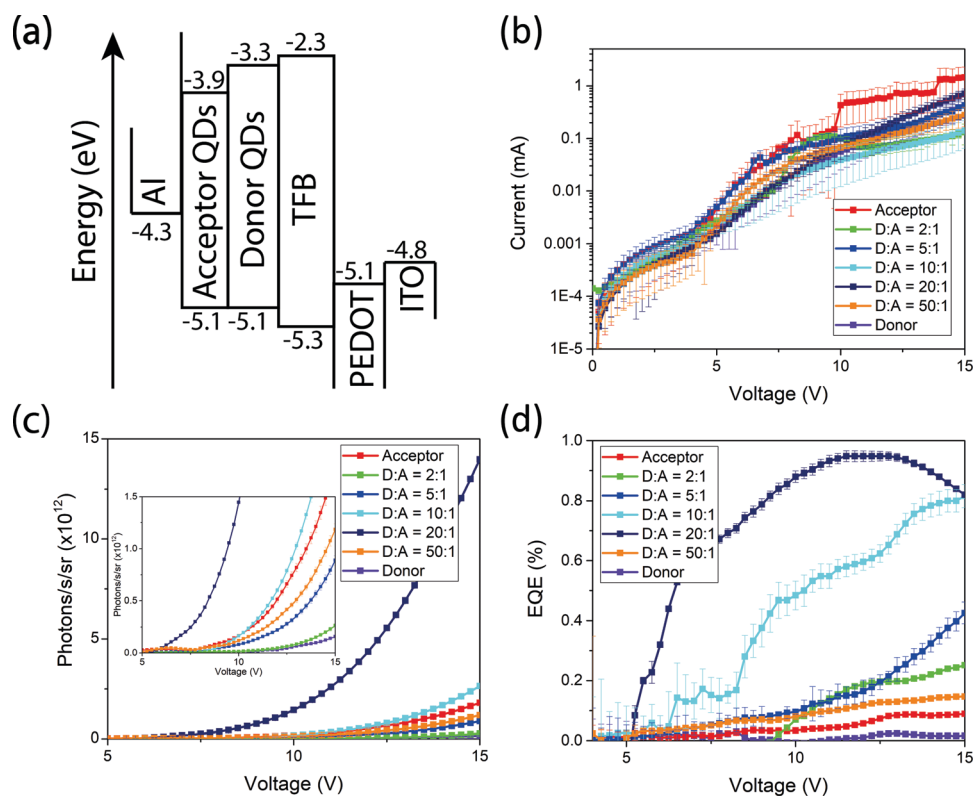 (a)
Energy (eV)
Al
-4.3
-3.9
Acceptor QDs
-5.1
-3.3
Donor QDs
-5.1
-2.3
TFB
-5.3
-5.1
PEDOT
-4.8
ITO
(b)
Current (mA)
1
0.1
0.01
0.001
1E-4
1E-5
0
5
10
15
Voltage (V)
Acceptor
D:A = 2:1
D:A = 5:1
D:A = 10:1
D:A = 20:1
D:A = 50:1
Donor
(c)
Photons/s/sr (x10¹²)
15
10
5
0
5
10
15
Voltage (V)
Photons/s/sr (x10¹²)
1.5
1.0
0.5
0.0
5
10
15
Voltage (V)
Acceptor
D:A = 2:1
D:A = 5:1
D:A = 10:1
D:A = 20:1
D:A = 50:1
Donor
(d)
EQE (%)
1.0
0.8
0.6
0.4
0.2
0.0
5
10
15
Voltage (V)
Acceptor
D:A = 2:1
D:A = 5:1
D:A = 10:1
D:A = 20:1
D:A = 50:1
Donor